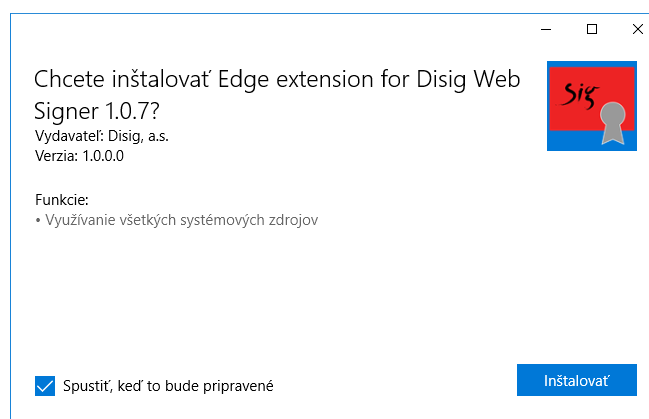 Chcete inštalovať Edge extension for Disig Web
Signer 1.0.7?
Vydavateľ: Disig, a.s.
Verzia: 1.0.0.0
Sig
Funkcie:
• Využívanie všetkých systémových zdrojov
Spustiť, keď to bude pripravené
Inštalovať